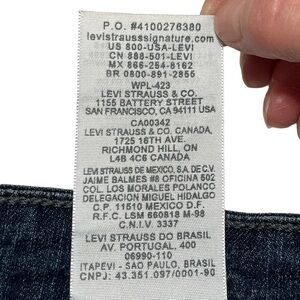 P.O. #4100276380
levistrausssignature.com
US 800-USA-LEVI
CN 888-501-LEVI
MX 866-254-8162
BR 0800-891-2855
WPL-423
LEVI STRAUSS & CO.
1155 BATTERY STREET
SAN FRANCISCO, CA 94111 USA
CA00342
LEVI STRAUSS & CO. CANADA,
1725 16TH AVE.
RICHMOND HILL, ON
L4B 4C6 CANADA
LEVI STRAUSS DE MEXICO, S.A. DE C.V.
JAIME BALMES #8 OFICINA 502
COL. LOS MORALES POLANCO
DELEGACION MIGUEL HIDALGO
C.P. 11510 MEXICO D.F.
R.F.C. LSM 660818 M-98
C.N.I.V. 3337
LEVI STRAUSS DO BRASIL
AV. PORTUGAL, 400
06990-110
ITAPEVI - SAO PAULO, BRASIL
CNPJ: 43.351.097/0001-90